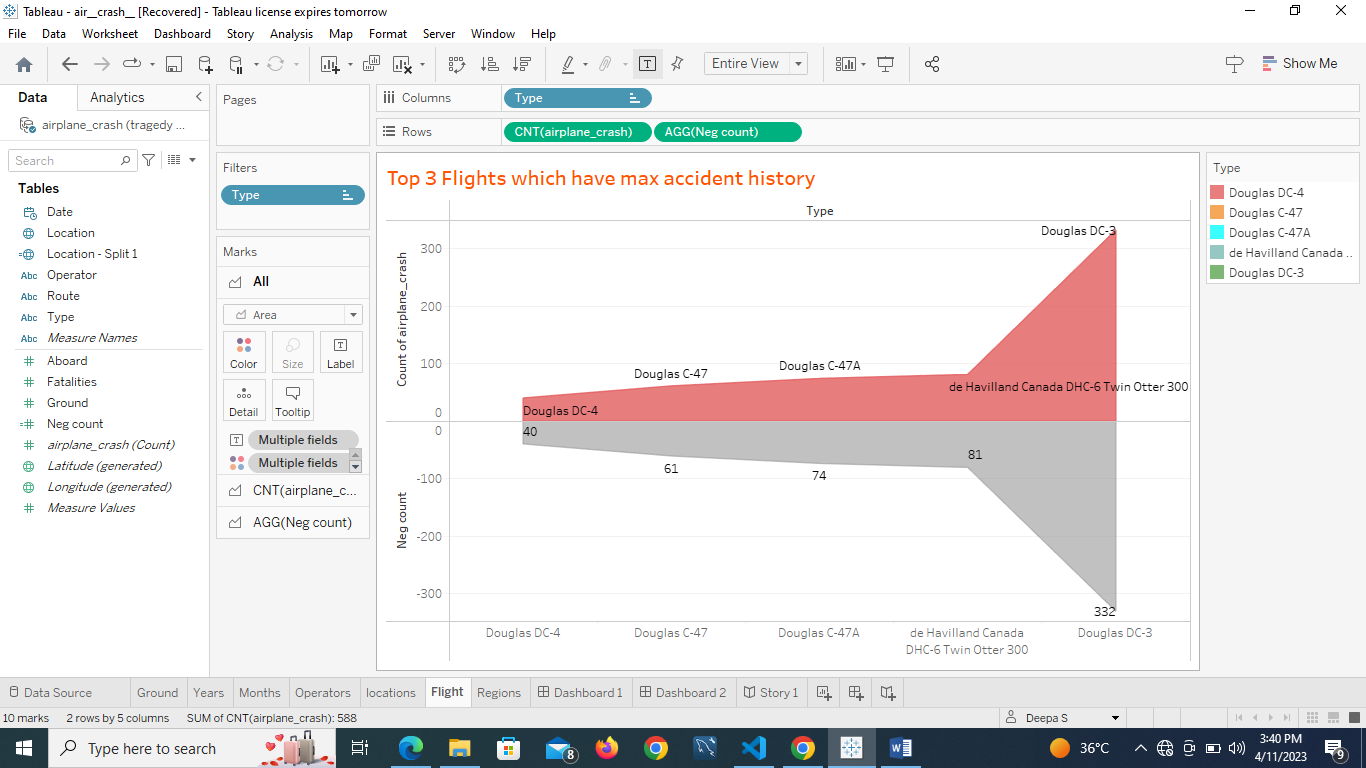 Tableau - air__crash__ [Recovered] - Tableau license expires tomorrow
File Data Worksheet Dashboard Story Analysis Map Format Server Window Help
Entire View
Show Me
Data Analytics
airplane_crash (tragedy ...
Search
Tables
Date
Location
Location - Split 1
Abc Operator
Abc Route
Abc Type
Abc Measure Names
Aboard
Fatalities
Ground
Neg count
airplane_crash (Count)
Latitude (generated)
Longitude (generated)
Measure Values
Pages
Filters
Type
Marks
All
Area
Color Size Label
Detail Tooltip
Multiple fields
Multiple fields
CNT(airplane_c...
AGG(Neg count)
Columns Type
Rows CNT(airplane_crash) AGG(Neg count)
Top 3 Flights which have max accident history
Type
Count of airplane_crash
300
200
100
0
Douglas DC-4
Douglas C-47
Douglas C-47A
de Havilland Canada DHC-6 Twin Otter 300
Douglas DC-3
Neg count
0
-100
-200
-300
40
61
74
81
332
Douglas DC-4 Douglas C-47 Douglas C-47A de Havilland Canada Douglas DC-3
DHC-6 Twin Otter 300
Type
Douglas DC-4
Douglas C-47
Douglas C-47A
de Havilland Canada ..
Douglas DC-3
Data Source Ground Years Months Operators locations Flight Regions Dashboard 1 Dashboard 2 Story 1
10 marks 2 rows by 5 columns SUM of CNT(airplane_crash): 588
Deepa S
Type here to search
8
36°C
3:40 PM
4/11/2023
9